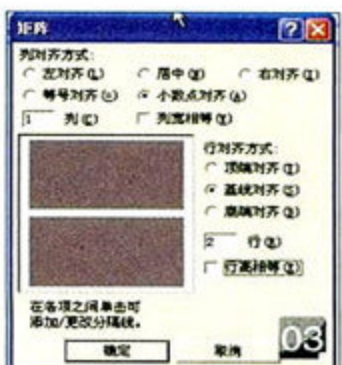 矩阵
列对齐方式:
左对齐(L) 居中 右对齐
等号对齐 小数点对齐(A)
1 列(C) 列宽相等
行对齐方式:
顶端对齐(T)
基线对齐
底端对齐
2 行
行高相等
在各项之间单击可
添加/更改分隔线。
确定 取消
03